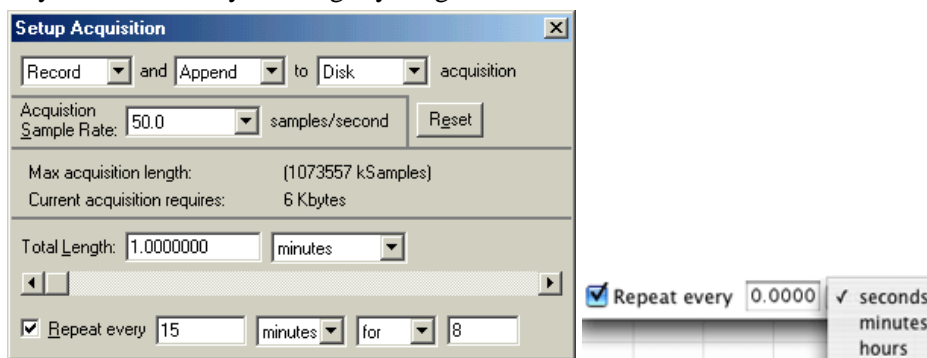 Setup Acquisition
Record and Append to Disk acquisition
Acquistion
Sample Rate: 50.0 samples/second Reset
Max acquisition length: (1073557 kSamples)
Current acquisition requires: 6 Kbytes
Total Length: 1.0000000 minutes
Repeat every 15 minutes for 8
Repeat every 0.0000 ✓ seconds
minutes
hours